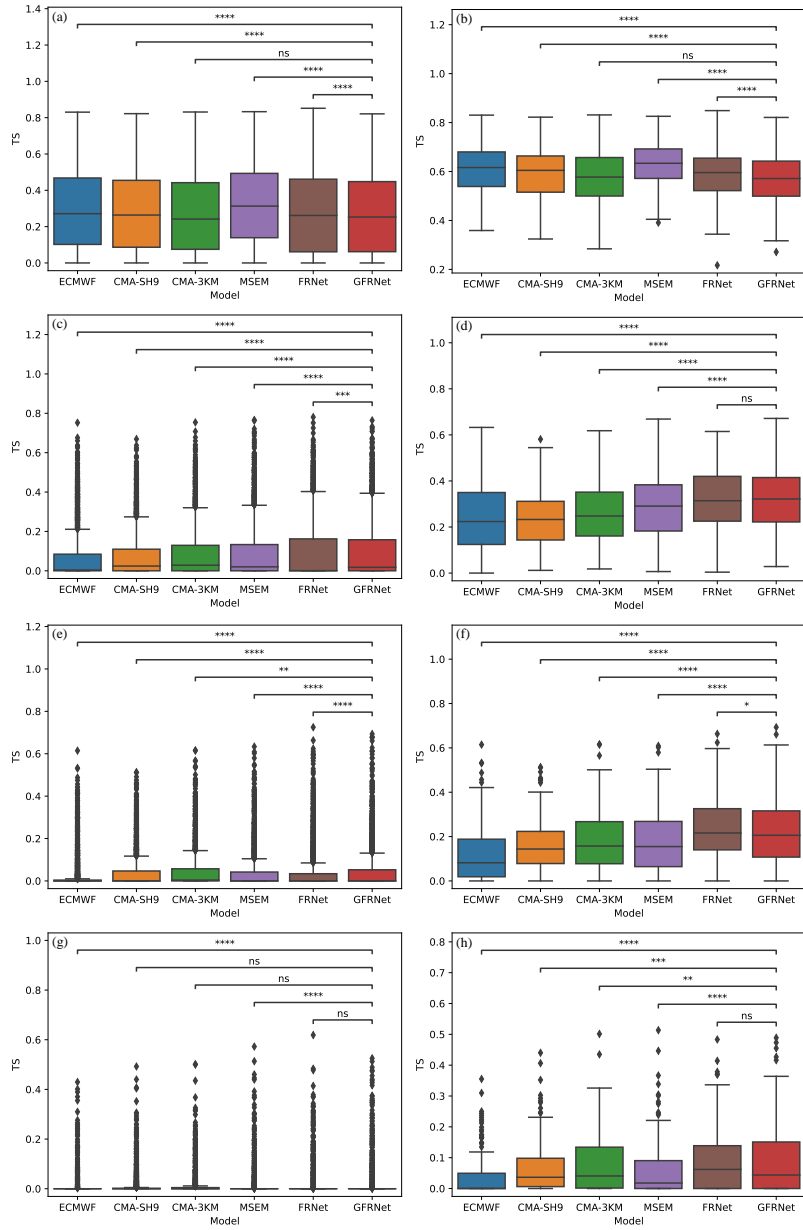 (a)
****
****
ns
****
****
1.4
1.2
1.0
0.8
0.6
0.4
0.2
0.0
TS
ECMWF CMA-SH9 CMA-3KM MSEM FRNet GFRNet
Model
(b)
****
****
ns
****
****
1.2
1.0
0.8
0.6
0.4
0.2
TS
ECMWF CMA-SH9 CMA-3KM MSEM FRNet GFRNet
Model
(c)
****
****
****
****
***
1.2
1.0
0.8
0.6
0.4
0.2
0.0
TS
ECMWF CMA-SH9 CMA-3KM MSEM FRNet GFRNet
Model
(d)
****
****
****
****
ns
1.0
0.8
0.6
0.4
0.2
0.0
TS
ECMWF CMA-SH9 CMA-3KM MSEM FRNet GFRNet
Model
(e)
****
****
**
****
****
1.2
1.0
0.8
0.6
0.4
0.2
0.0
TS
ECMWF CMA-SH9 CMA-3KM MSEM FRNet GFRNet
Model
(f)
****
****
****
****
*
1.0
0.8
0.6
0.4
0.2
0.0
TS
ECMWF CMA-SH9 CMA-3KM MSEM FRNet GFRNet
Model
(g)
****
ns
ns
****
ns
1.0
0.8
0.6
0.4
0.2
0.0
TS
ECMWF CMA-SH9 CMA-3KM MSEM FRNet GFRNet
Model
(h)
****
***
**
****
ns
0.8
0.7
0.6
0.5
0.4
0.3
0.2
0.1
0.0
TS
ECMWF CMA-SH9 CMA-3KM MSEM FRNet GFRNet
Model